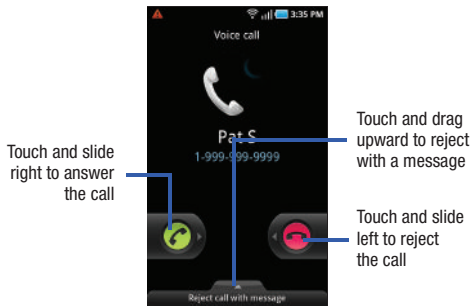 3:35 PM
Voice call
Pat S
1-999-999-9999
Reject call with message
Touch and slide
right to answer
the call
Touch and drag
upward to reject
with a message
Touch and slide
left to reject
the call